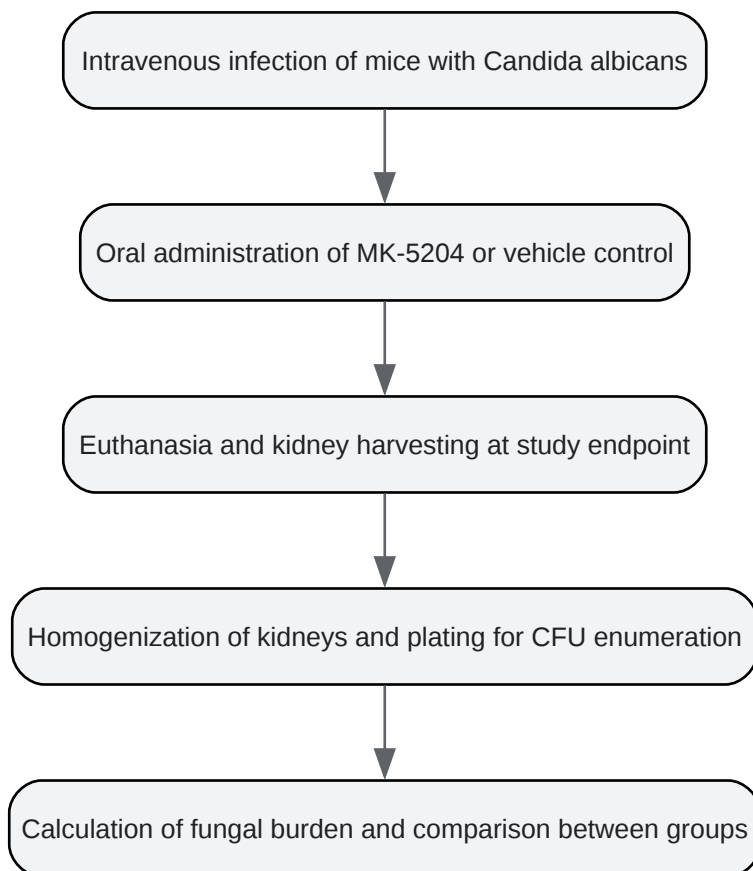 Intravenous infection of mice with Candida albicans
Oral administration of MK-5204 or vehicle control
Euthanasia and kidney harvesting at study endpoint
Homogenization of kidneys and plating for CFU enumeration
Calculation of fungal burden and comparison between groups